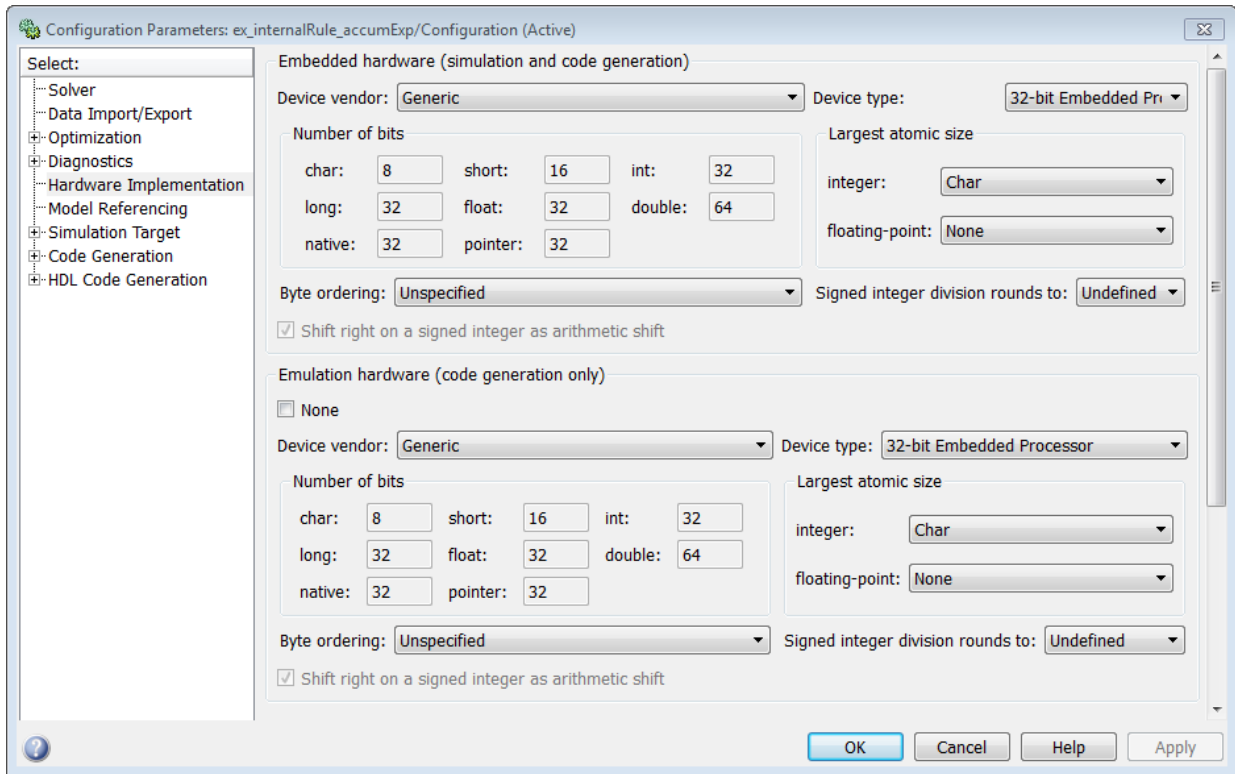 Configuration Parameters: ex_internalRule_accumExp/Configuration (Active)
Select:
Solver
Data Import/Export
Optimization
Diagnostics
Hardware Implementation
Model Referencing
Simulation Target
Code Generation
HDL Code Generation
Embedded hardware (simulation and code generation)
Device vendor: Generic Device type: 32-bit Embedded Pro
Number of bits
char: 8 short: 16 int: 32
long: 32 float: 32 double: 64
native: 32 pointer: 32
Largest atomic size
integer: Char
floating-point: None
Byte ordering: Unspecified Signed integer division rounds to: Undefined
Shift right on a signed integer as arithmetic shift
Emulation hardware (code generation only)
None
Device vendor: Generic Device type: 32-bit Embedded Processor
Number of bits
char: 8 short: 16 int: 32
long: 32 float: 32 double: 64
native: 32 pointer: 32
Largest atomic size
integer: Char
floating-point: None
Byte ordering: Unspecified Signed integer division rounds to: Undefined
Shift right on a signed integer as arithmetic shift
? OK Cancel Help Apply